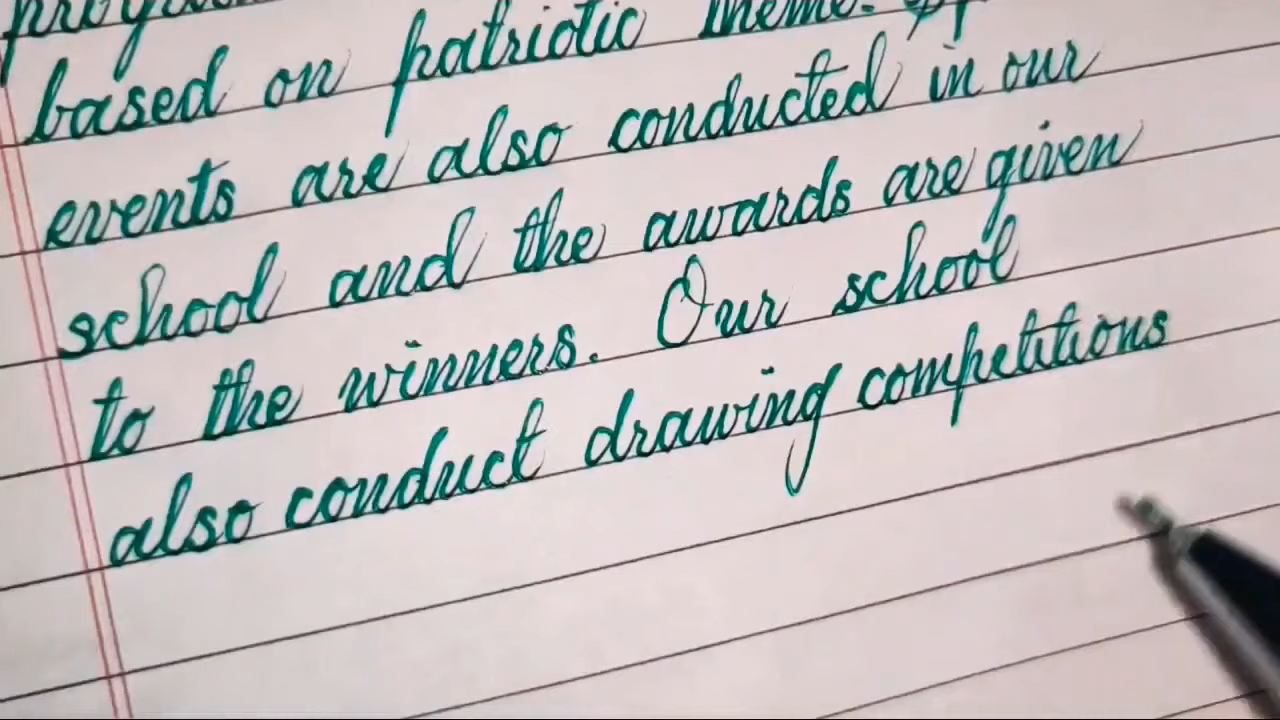 based on patriotic theme.
events are also conducted in our
school and the awards are given
to the winners. Our school
also conduct drawing competitions